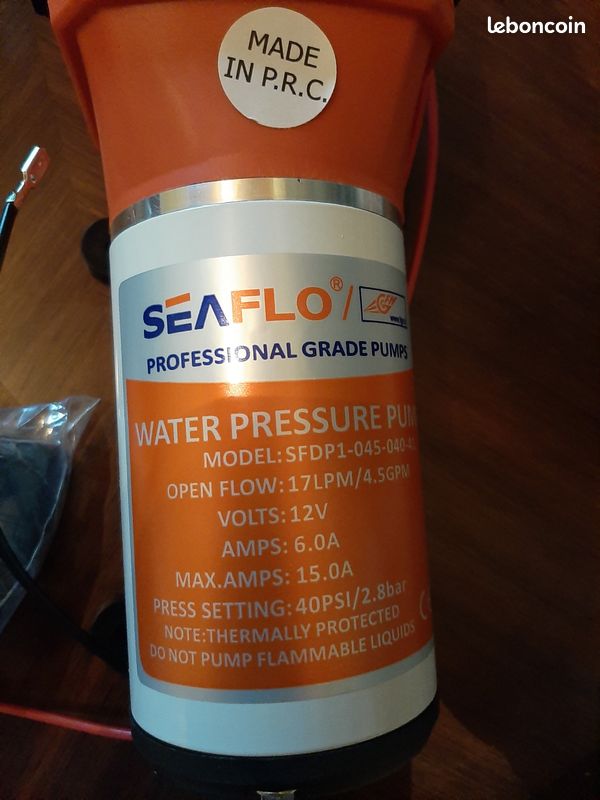 leboncoin
MADE
IN P.R.C.
SEAFLO® /
PROFESSIONAL GRADE PUMPS
WATER PRESSURE
MODEL: SFDP1-045-040-
OPEN FLOW: 17LPM/4.5GPM
VOLTS: 12V
AMPS: 6.0A
MAX.AMPS: 15.0A
PRESS SETTING: 40PSI/2.8bar
NOTE:THERMALLY PROTECTED
DO NOT PUMP FLAMMABLE LIQUIDS